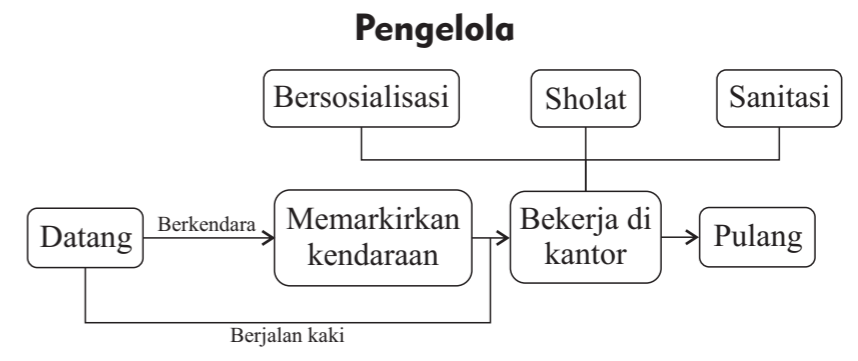 Pengelola
Bersosialisasi
Sholat
Sanitasi
Datang
Berkendara
Memarkirkan
kendaraan
Bekerja di
kantor
Pulang
Berjalan kaki